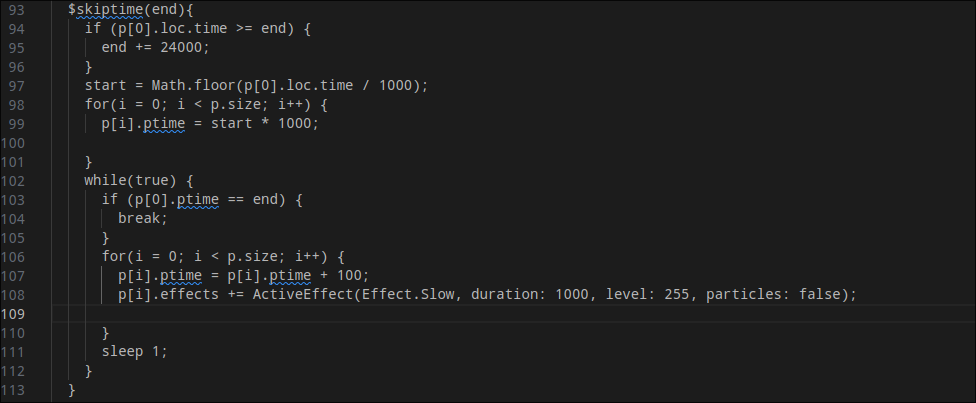 93 $skiptime(end){
94 if (p[0].loc.time >= end) {
95 end += 24000;
96 }
97 start = Math.floor(p[0].loc.time / 1000);
98 for(i = 0; i < p.size; i++) {
99 p[i].ptime = start * 1000;
100
101 }
102 while(true) {
103 if (p[0].ptime == end) {
104 break;
105 }
106 for(i = 0; i < p.size; i++) {
107 p[i].ptime = p[i].ptime + 100;
108 p[i].effects += ActiveEffect(Effect.Slow, duration: 1000, level: 255, particles: false);
109
110 }
111 sleep 1;
112 }
113 }